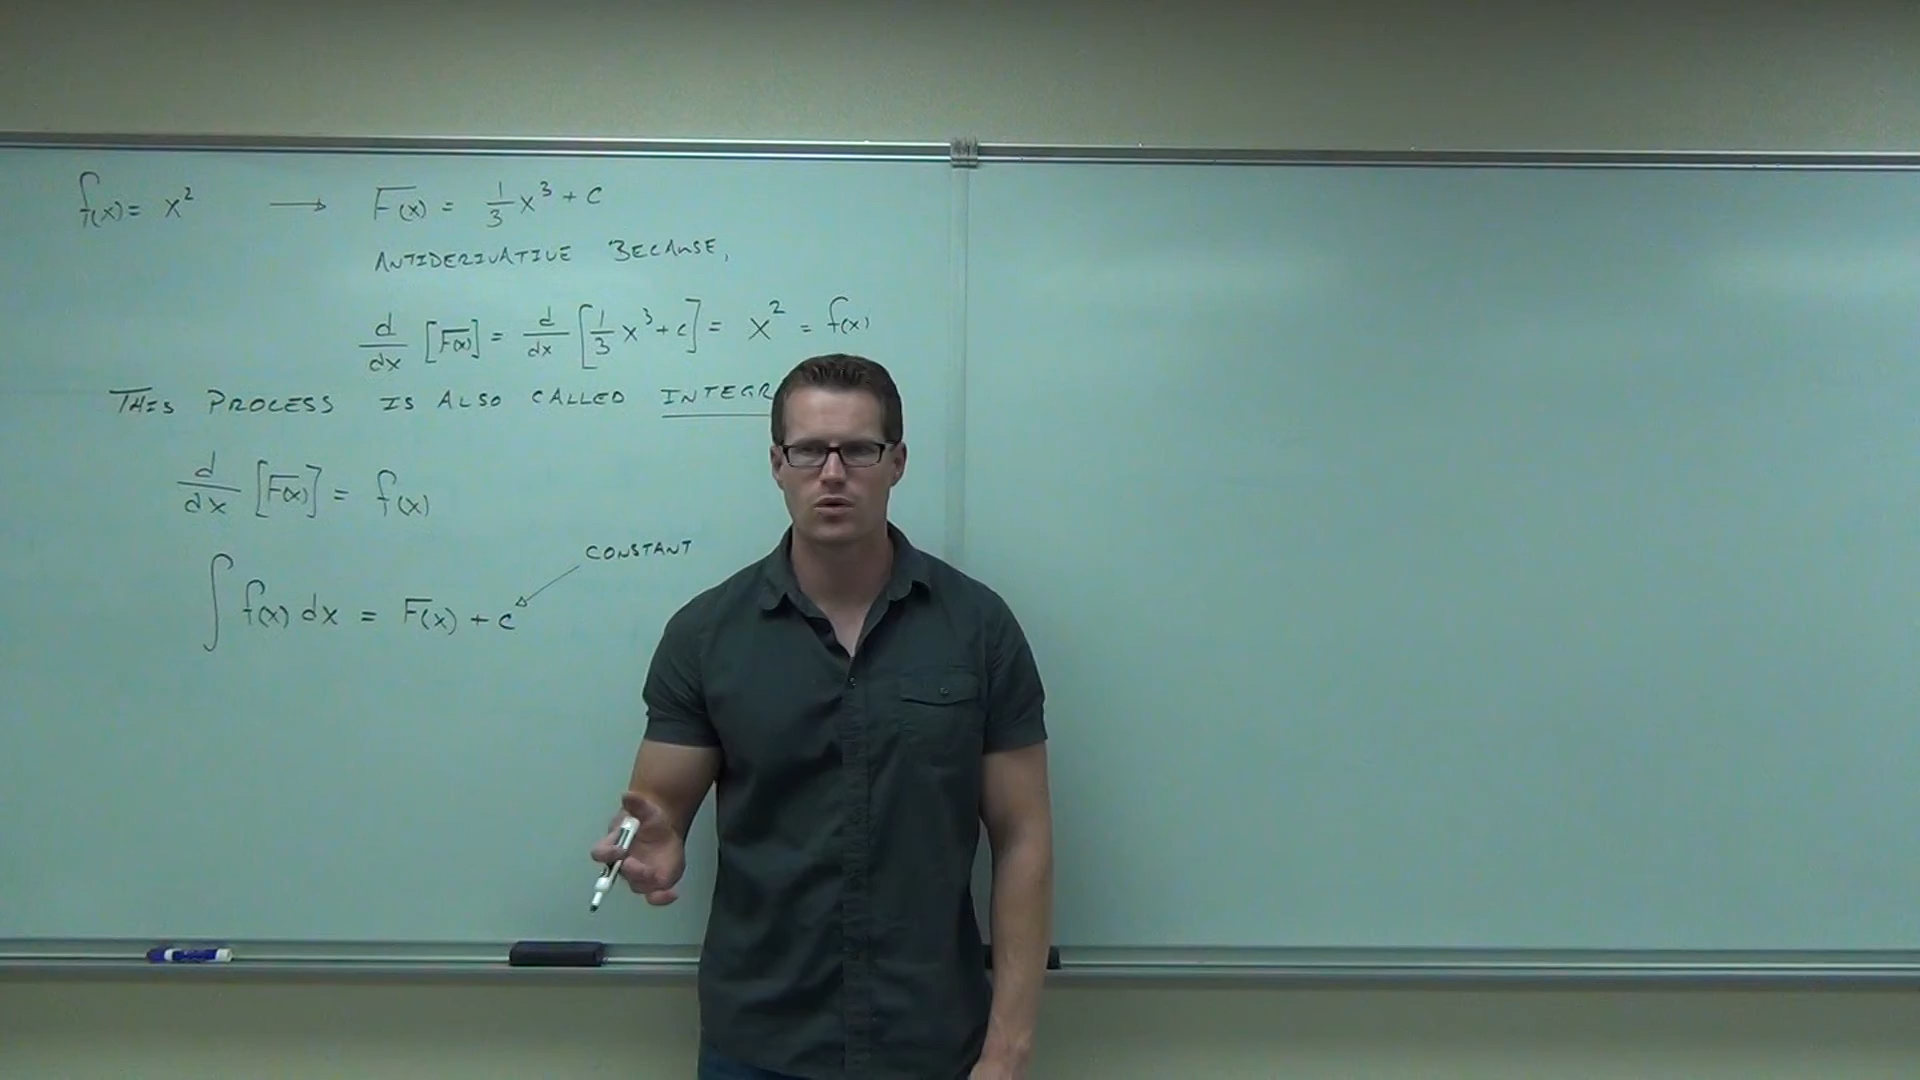 f(x) = x² → F(x) = 1/3 x³ + c
ANTIDERIVATIVE BECAUSE,
d/dx [F(x)] = d/dx [1/3 x³ + c] = x² = f(x)
THIS PROCESS IS ALSO CALLED INTEGR
d/dx [F(x)] = f(x)
CONSTANT
∫ f(x) dx = F(x) + c